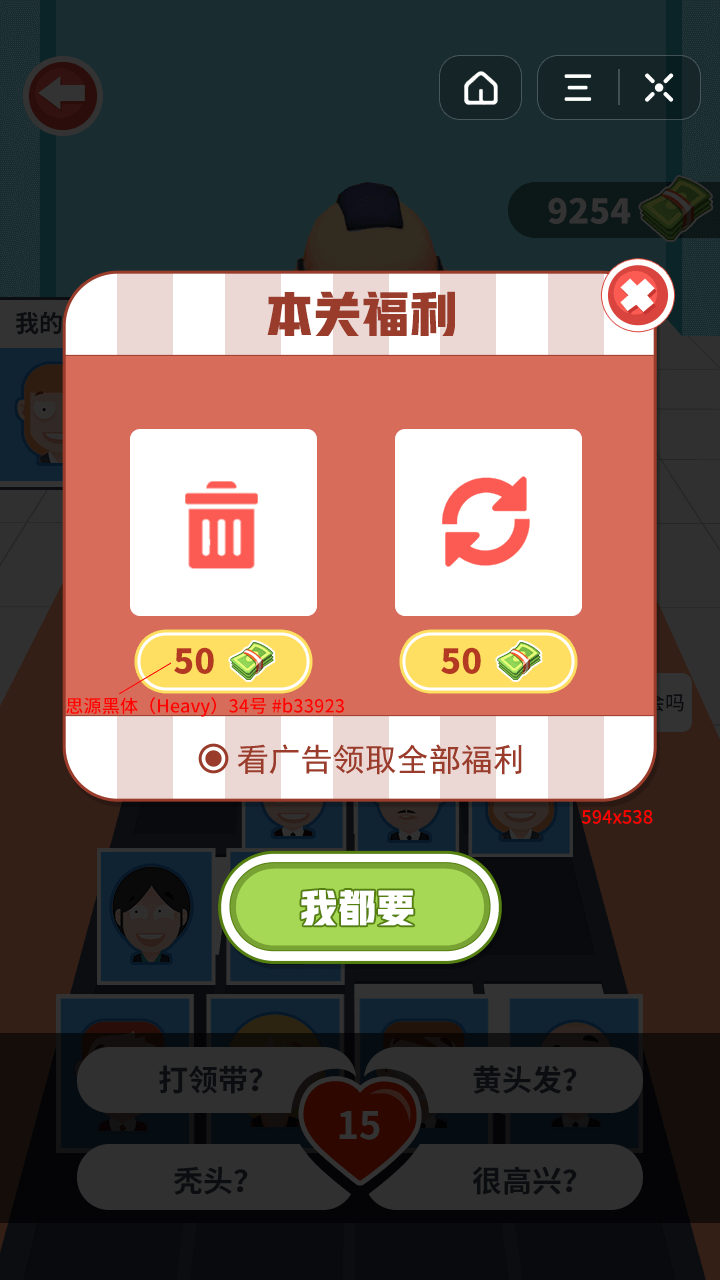 9254
本关福利
我的
50
50
思源黑体（Heavy）34号 #b33923
会吗
看广告领取全部福利
594x538
我都要
打领带？
黄头发？
15
秃头？
很高兴？